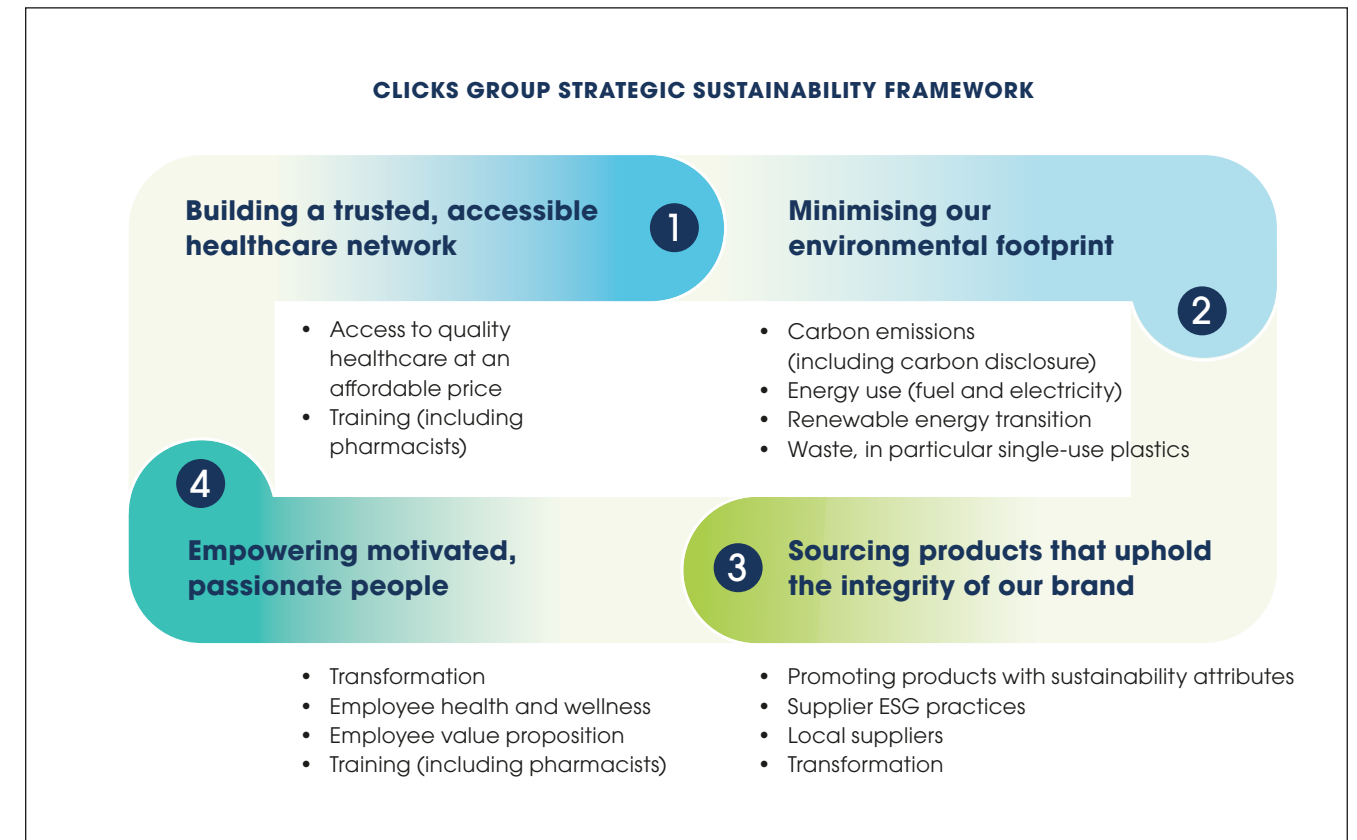 CLICKS GROUP STRATEGIC SUSTAINABILITY FRAMEWORK
Building a trusted, accessible
healthcare network
1
• Access to quality
healthcare at an
affordable price
• Training (including
pharmacists)
Minimising our
environmental footprint
2
• Carbon emissions
(including carbon disclosure)
• Energy use (fuel and electricity)
• Renewable energy transition
• Waste, in particular single-use plastics
3
Sourcing products that uphold
the integrity of our brand
• Promoting products with sustainability attributes
• Supplier ESG practices
• Local suppliers
• Transformation
4
Empowering motivated,
passionate people
• Transformation
• Employee health and wellness
• Employee value proposition
• Training (including pharmacists)